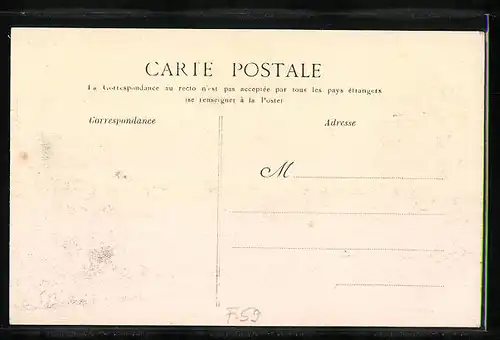 CARTE POSTALE
La Correspondance au recto n'est pas acceptée par tous les pays étrangers
(se renseigner à la Poste)
Correspondance
Adresse
M
F-59